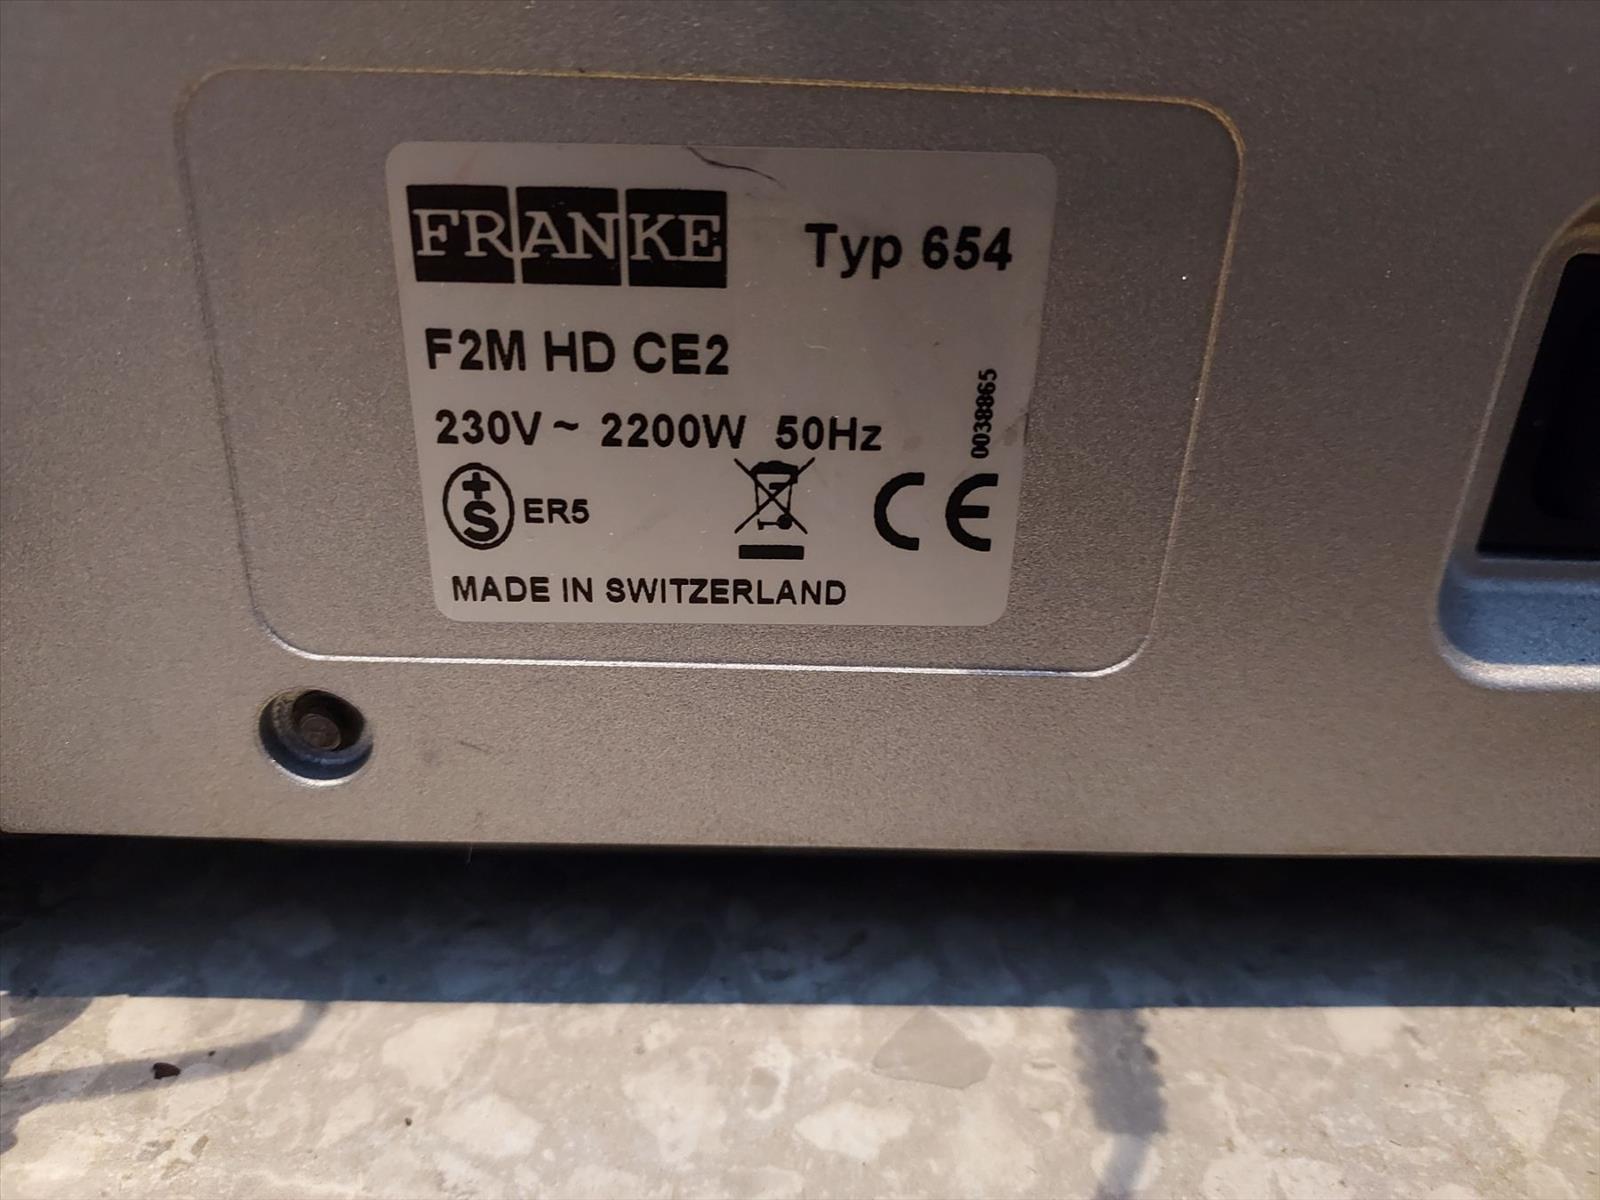 FRANKE
Typ 654
F2M HD CE2
230V ~ 2200W 50Hz
0038865
+S ER5
CE
MADE IN SWITZERLAND